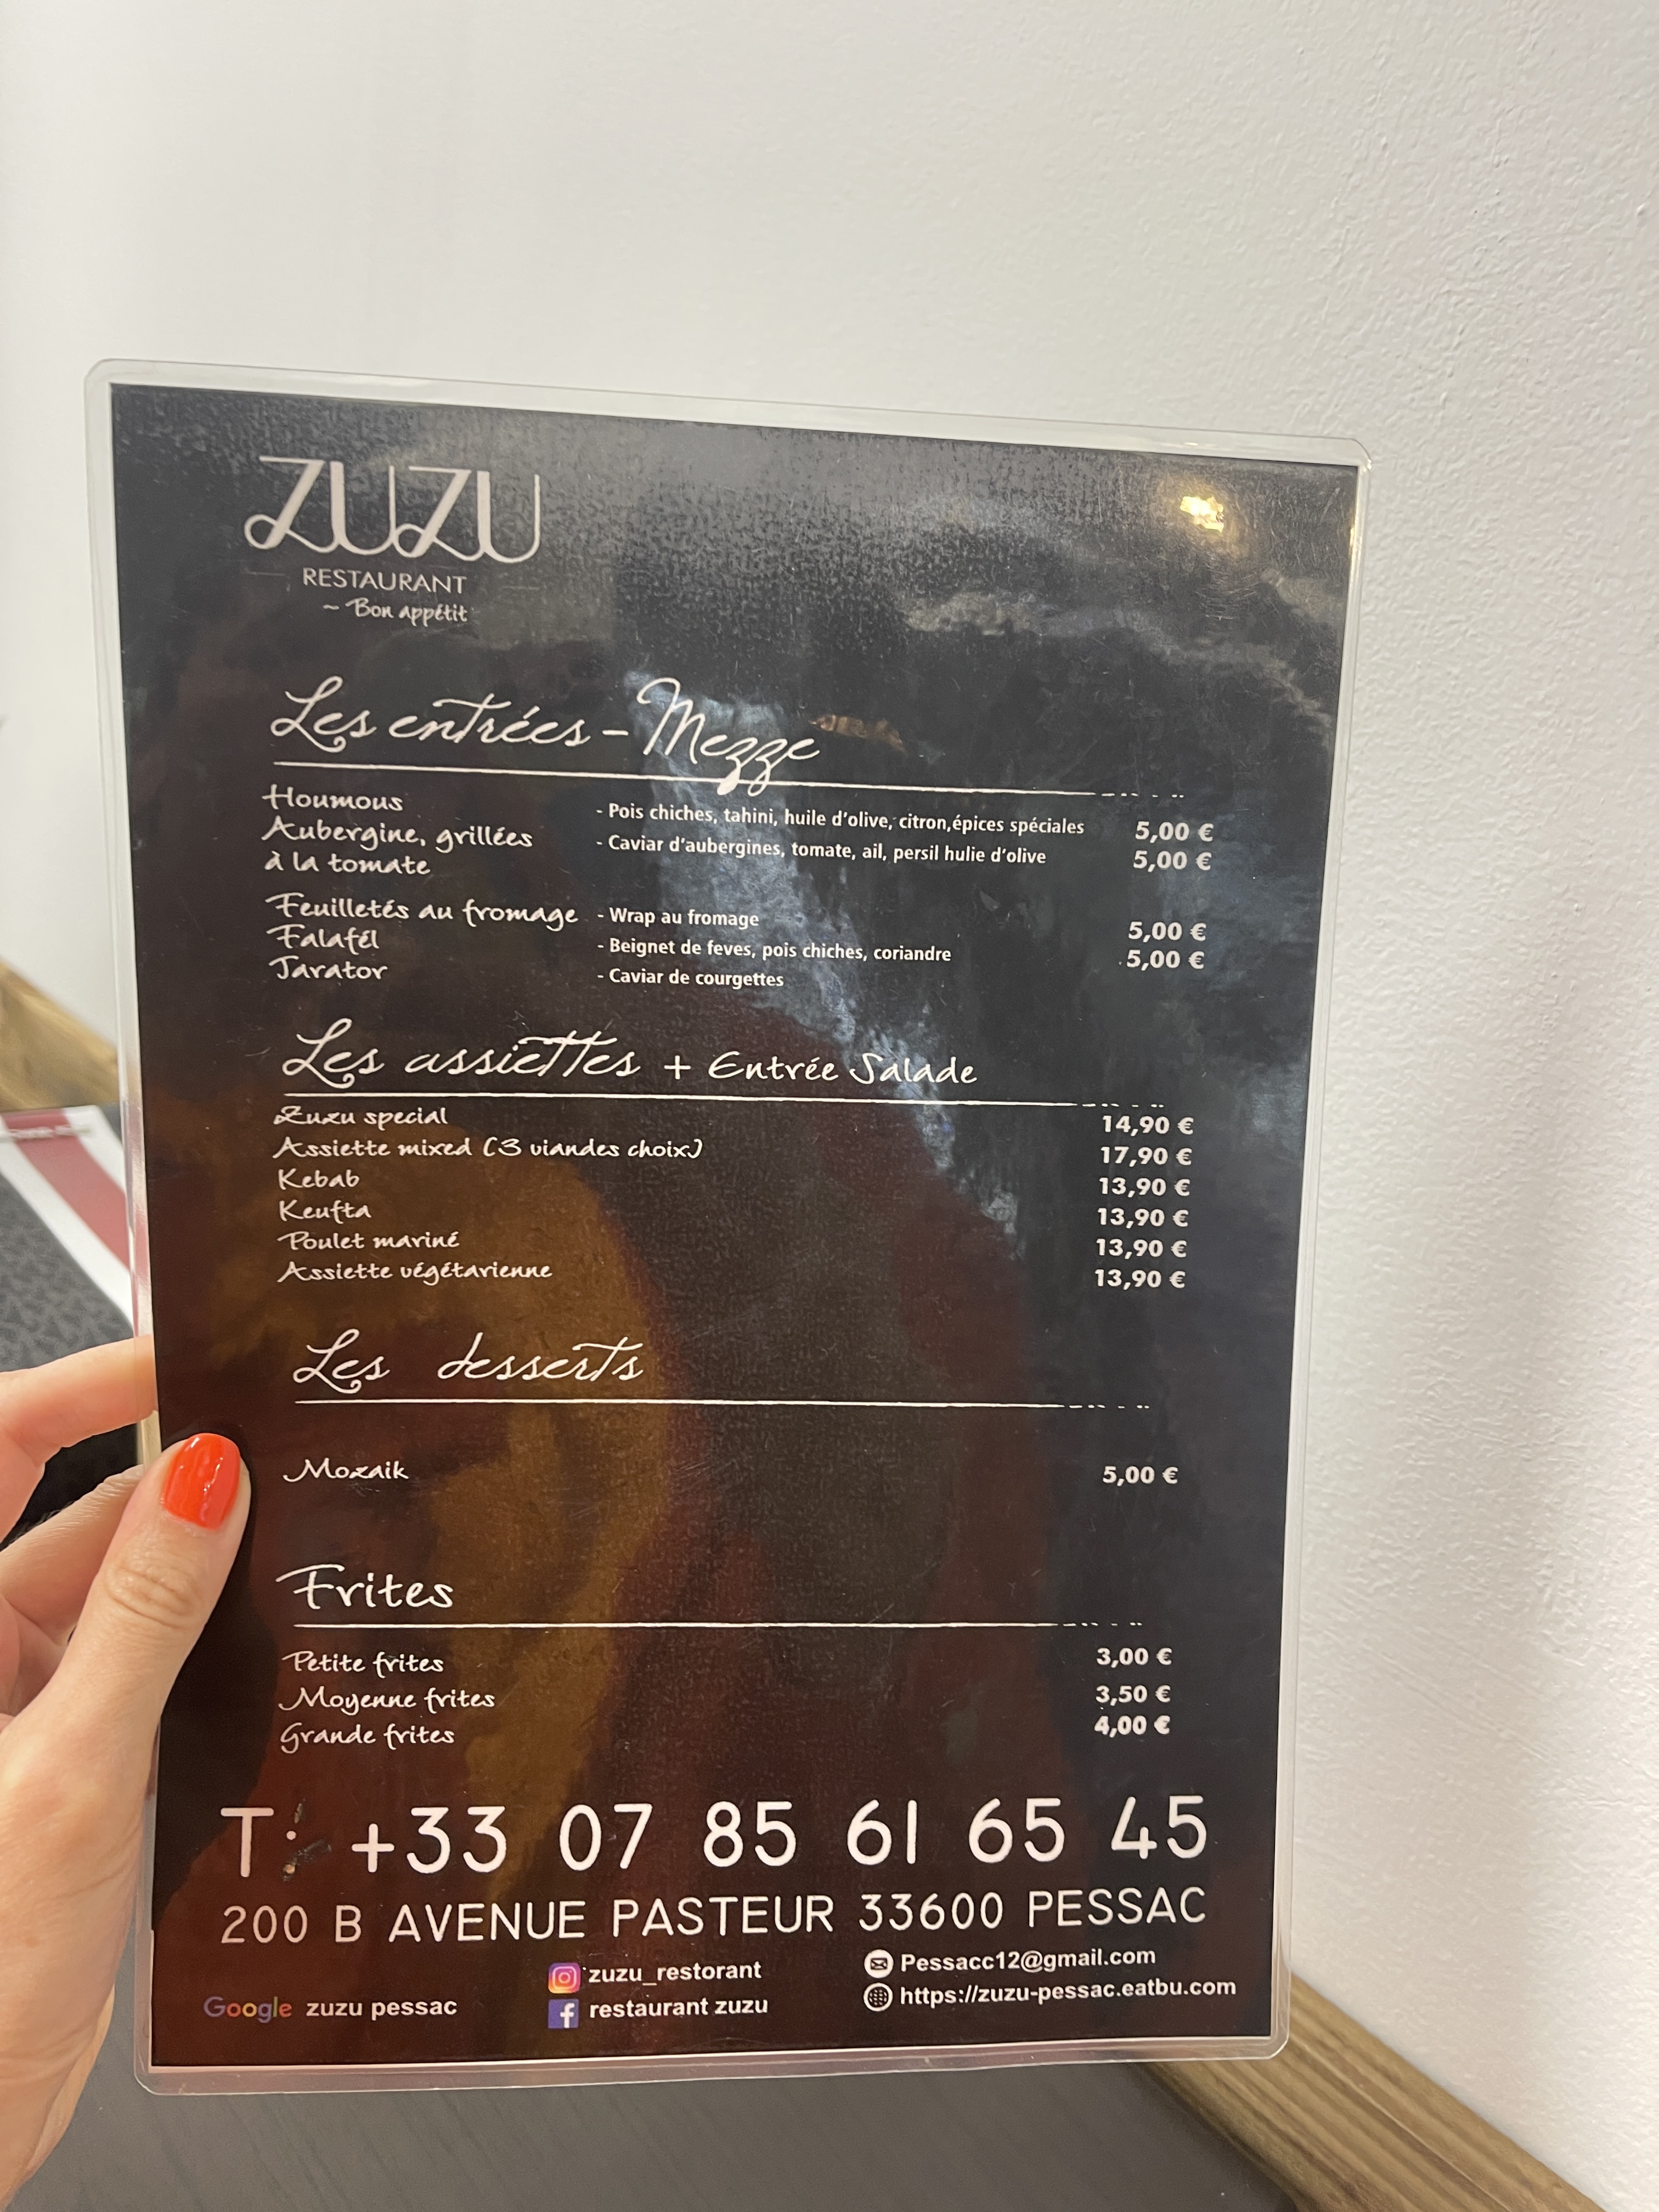 ZUZU
RESTAURANT
~ Bon appétit
Les entrées - Mezze
Houmous - Pois chiches, tahini, huile d'olive, citron,épices spéciales 5,00 €
Aubergine, grillées - Caviar d'aubergines, tomate, ail, persil hulie d'olive 5,00 €
à la tomate
Feuilletés au fromage - Wrap au fromage 5,00 €
Falafél - Beignet de feves, pois chiches, coriandre 5,00 €
Tarator - Caviar de courgettes
Les assiettes + Entrée Salade
Zuzu special 14,90 €
Assiette mixed (3 viandes choix) 17,90 €
Kebab 13,90 €
Keufta 13,90 €
Poulet mariné 13,90 €
Assiette végétarienne 13,90 €
Les desserts
Mozaik 5,00 €
Frites
Petite frites 3,00 €
Moyenne frites 3,50 €
Grande frites 4,00 €
T: +33 07 85 61 65 45
200 B AVENUE PASTEUR 33600 PESSAC
Google zuzu pessac
zuzu_restorant
restaurant zuzu
Pessacc12@gmail.com
https://zuzu-pessac.eatbu.com